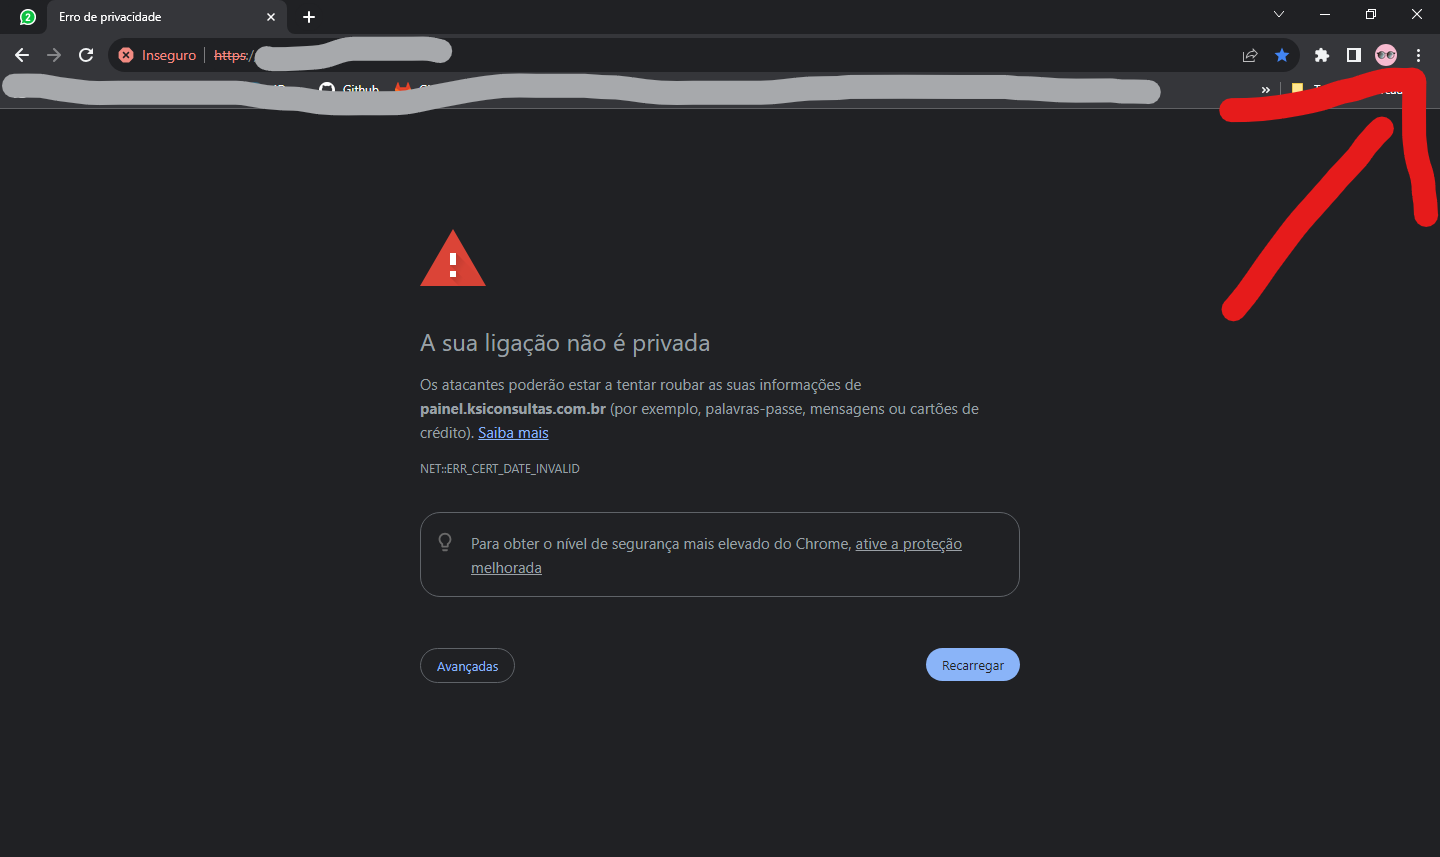 2
Erro de privacidade
Inseguro
https:/
Github
»
A sua ligação não é privada
Os atacantes poderão estar a tentar roubar as suas informações de
painel.ksiconsultas.com.br (por exemplo, palavras-passe, mensagens ou cartões de
crédito). Saiba mais
NET::ERR_CERT_DATE_INVALID
Para obter o nível de segurança mais elevado do Chrome, ative a proteção
melhorada
Avançadas
Recarregar